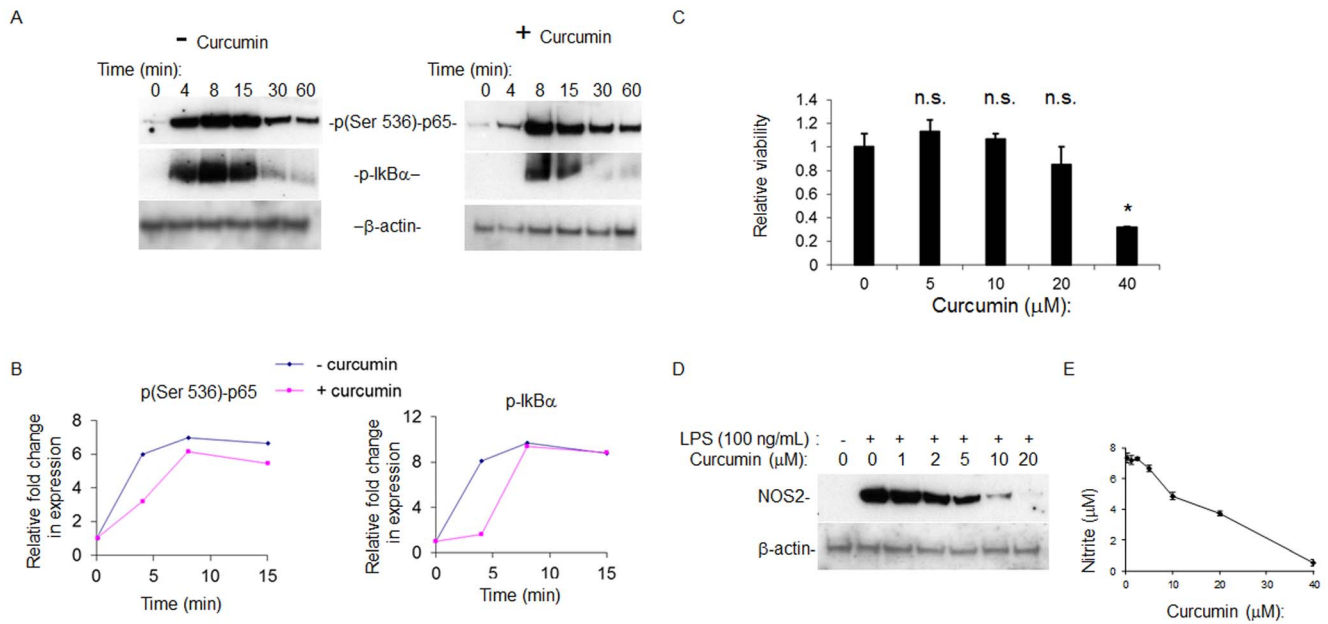 A
- Curcumin
+ Curcumin
Time (min):
Time (min):
0 4 8 15 30 60
0 4 8 15 30 60
-p(Ser 536)-p65-
-p-IkBα–
–β-actin-
B
- curcumin
+ curcumin
p(Ser 536)-p65
Relative fold change
in expression
8
6
4
2
0
0 5 10 15
Time (min)
p-IkBα
Relative fold change
in expression
12
8
4
0
0 5 10 15
Time (min)
C
n.s. n.s. n.s.
*
Relative viability
1.4
1.2
1
0.8
0.6
0.4
0.2
0
0 5 10 20 40
Curcumin (μM):
D
LPS (100 ng/mL) : - + + + + + +
Curcumin (μM): 0 0 1 2 5 10 20
NOS2-
β-actin-
E
Nitrite (μM)
8
6
4
2
0
0 10 20 30 40
Curcumin (μM):